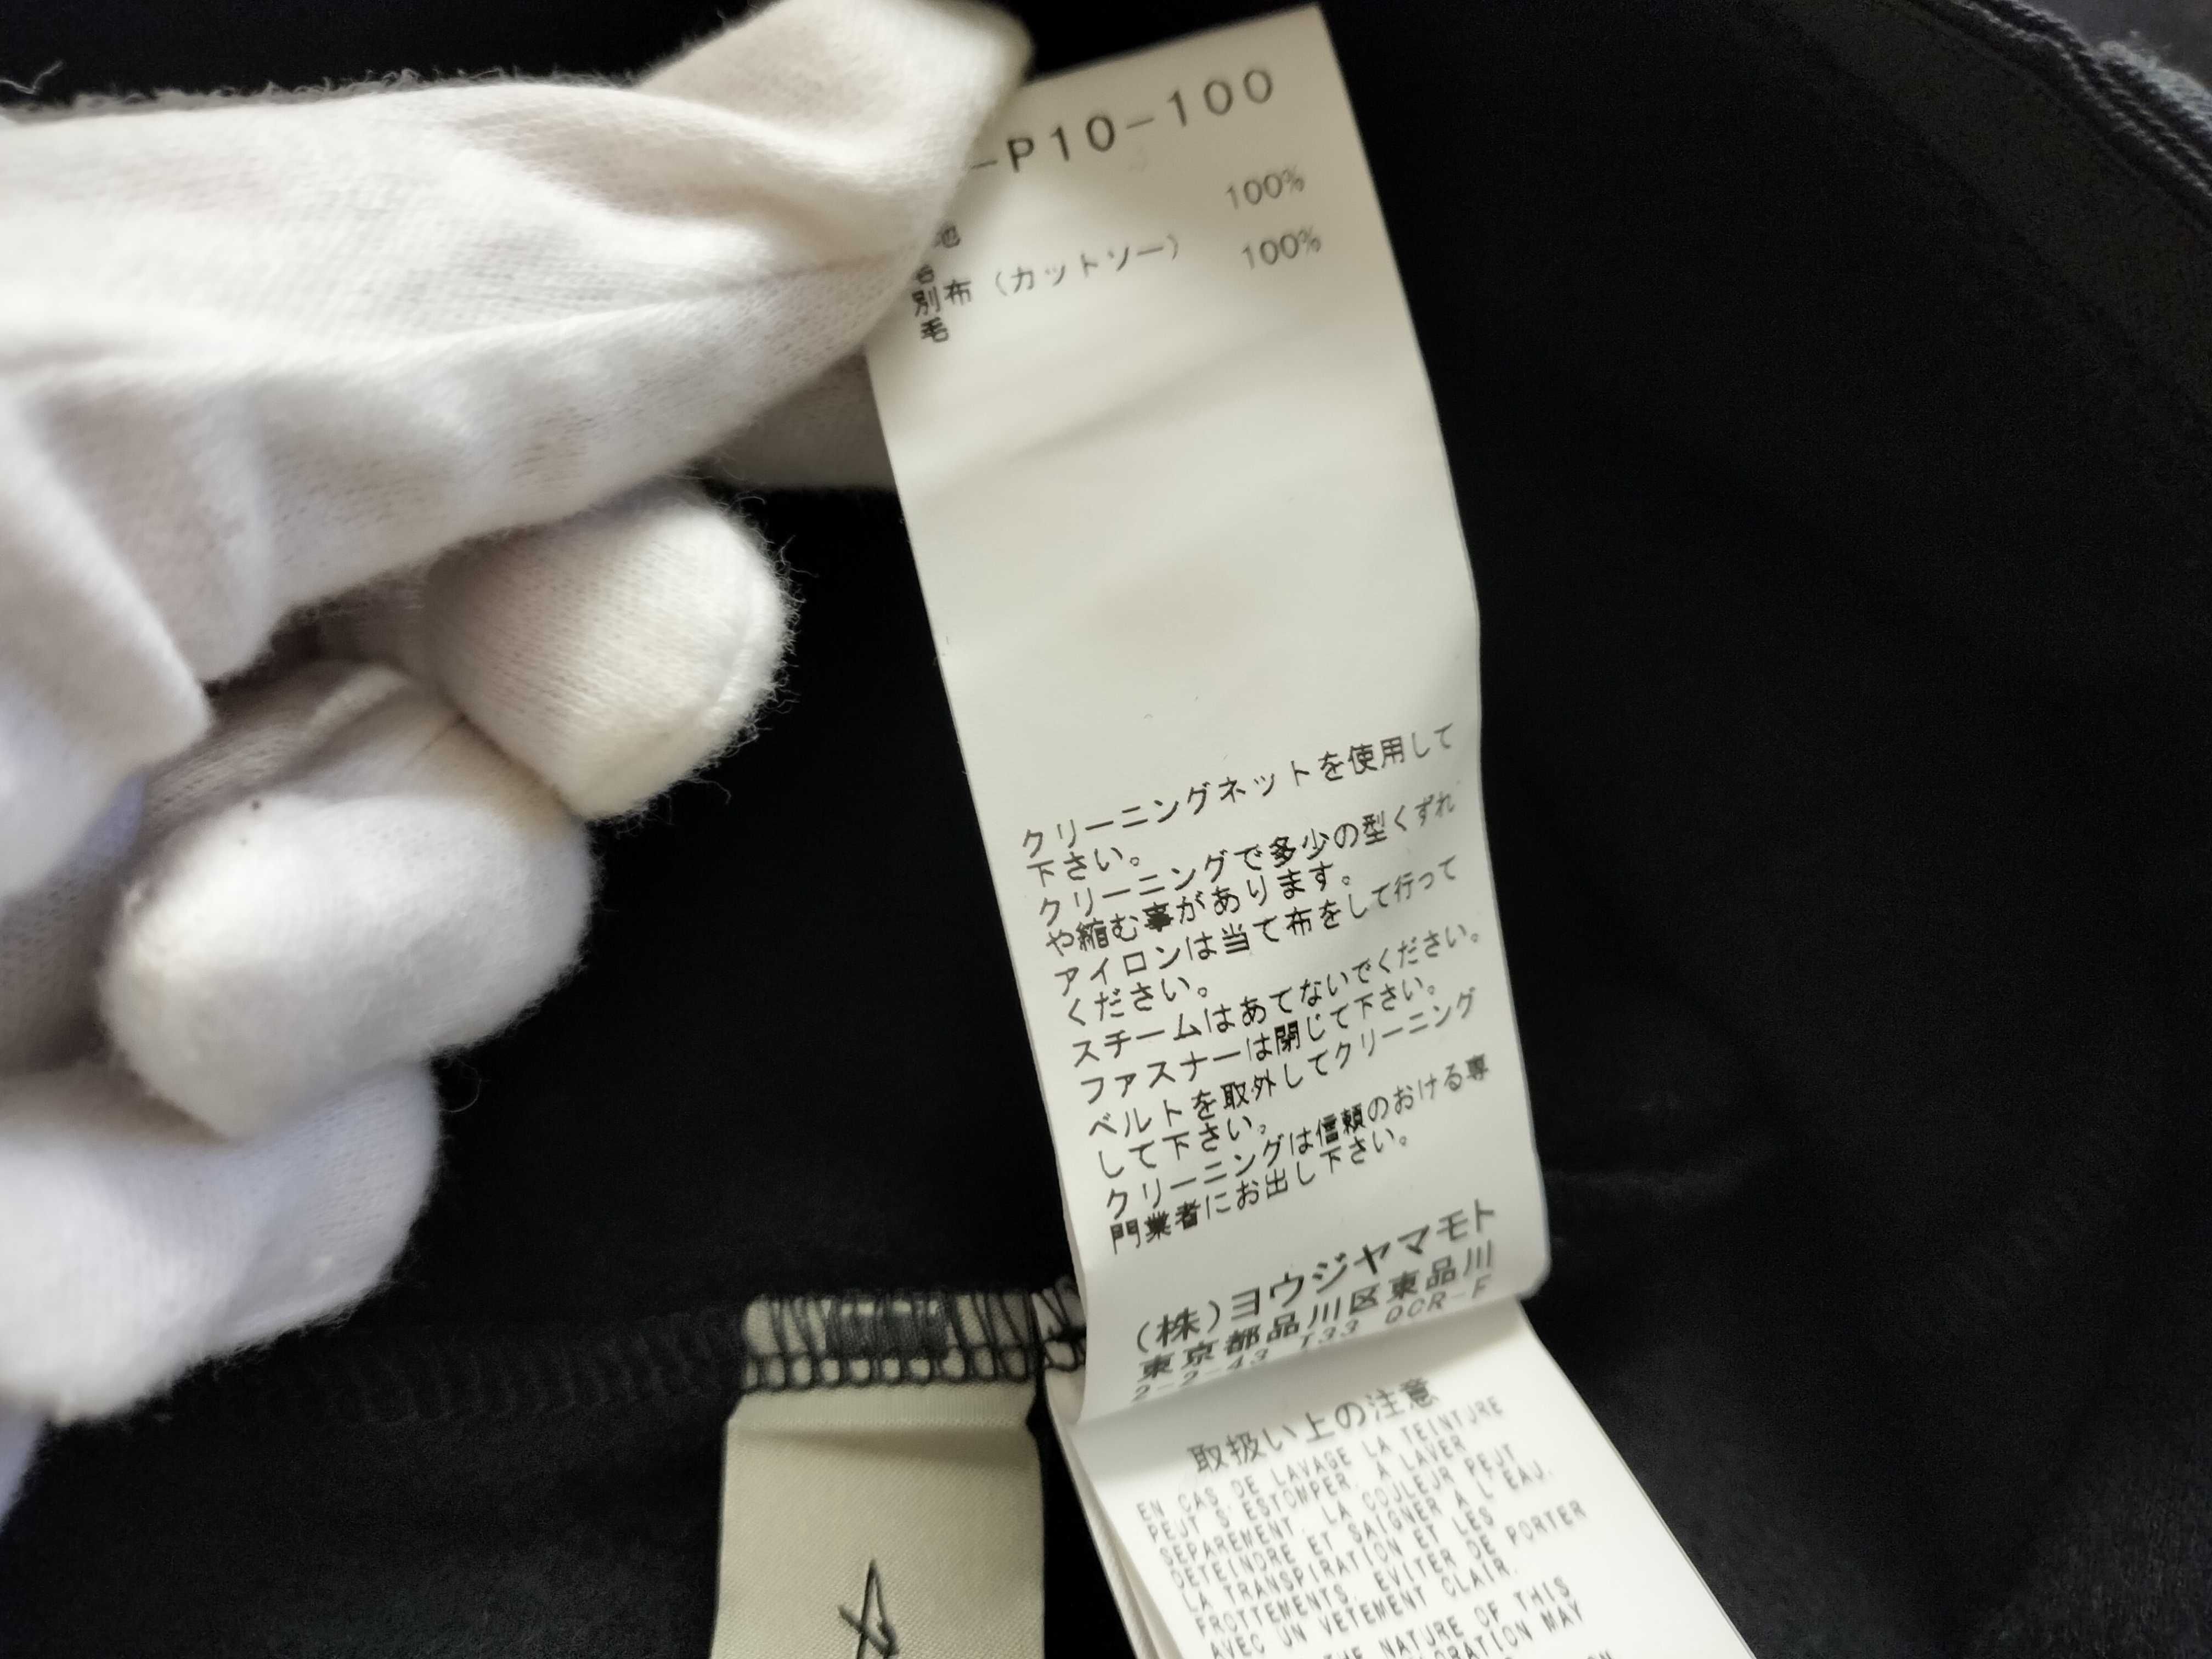 -P10-100
地 100%
毛
別布（カットソー） 100%
毛
クリーニングネットを使用して
下さい。
クリーニングで多少の型くずれ
や縮む事があります。
アイロンは当て布をして行って
ください。
スチームはあてないでください。
ファスナーは閉じて下さい。
ベルトを取外してクリーニング
して下さい。
クリーニングは信頼のおける専
門業者にお出し下さい。
(株)ヨウジヤマモト
東京都品川区東品川
2-2-43 T33 QCR-F
取扱い上の注意
EN CAS DE LAVAGE LA TEINTURE
PEUT S'ESTOMPER. A LAVER
SEPAREMENT. LA COULEUR PEUT
DETEINDRE ET SAIGNER A L'EAU.
LA TRANSPIRATION ET LES
FROTTEMENTS. EVITER DE PORTER
AVEC UN VETEMENT CLAIR.
THE NATURE OF THIS
MAY